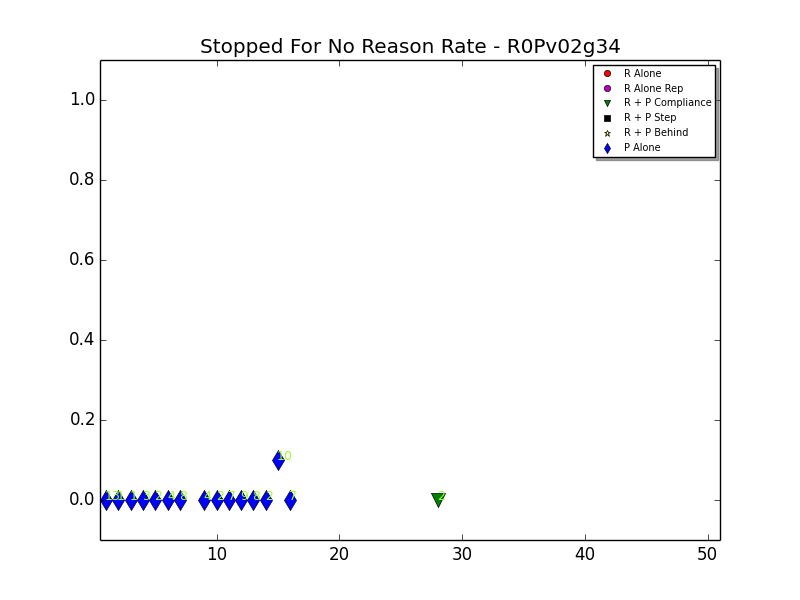 Stopped For No Reason Rate - R0Pv02g34
R Alone
R Alone Rep
R + P Compliance
R + P Step
R + P Behind
P Alone
1.0
0.8
0.6
0.4
0.2
0.0
10
10
20
30
40
50